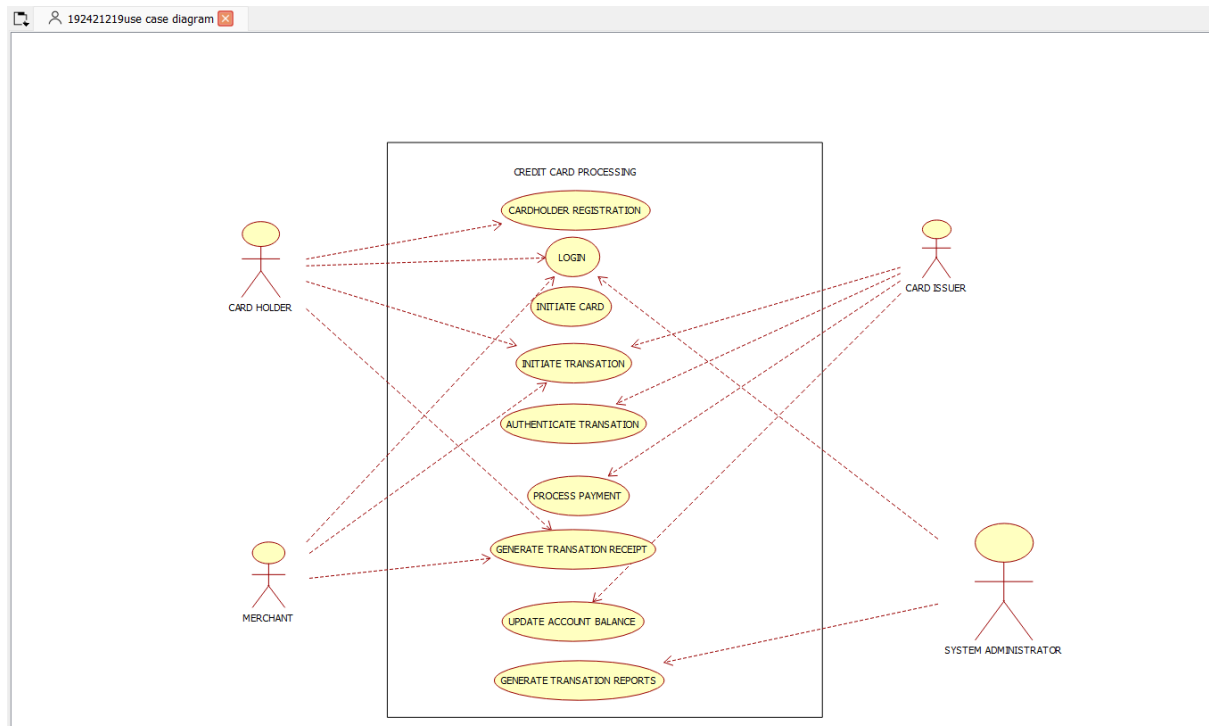 192421219use case diagram
CREDIT CARD PROCESSING
CARDHOLDER REGISTRATION
LOGIN
CARD HOLDER
CARD ISSUER
INITIATE CARD
INITIATE TRANSATION
AUTHENTICATE TRANSATION
PROCESS PAYMENT
GENERATE TRANSATION RECEIPT
MERCHANT
UPDATE ACCOUNT BALANCE
SYSTEM ADMINISTRATOR
GENERATE TRANSATION REPORTS